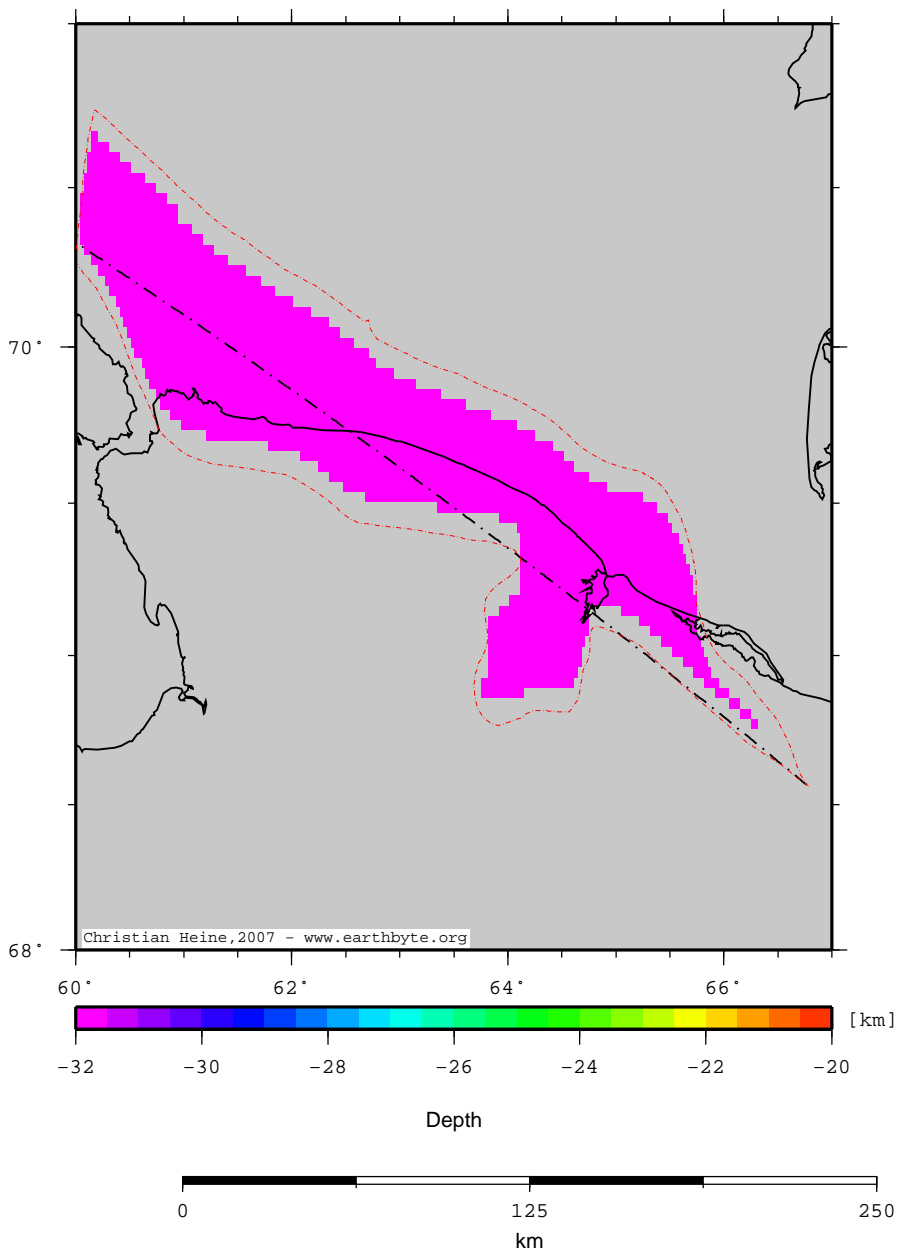 70°
68°
Christian Heine,2007 - www.earthbyte.org
60° 62° 64° 66°
[km]
-32 -30 -28 -26 -24 -22 -20
Depth
0 125 250
km